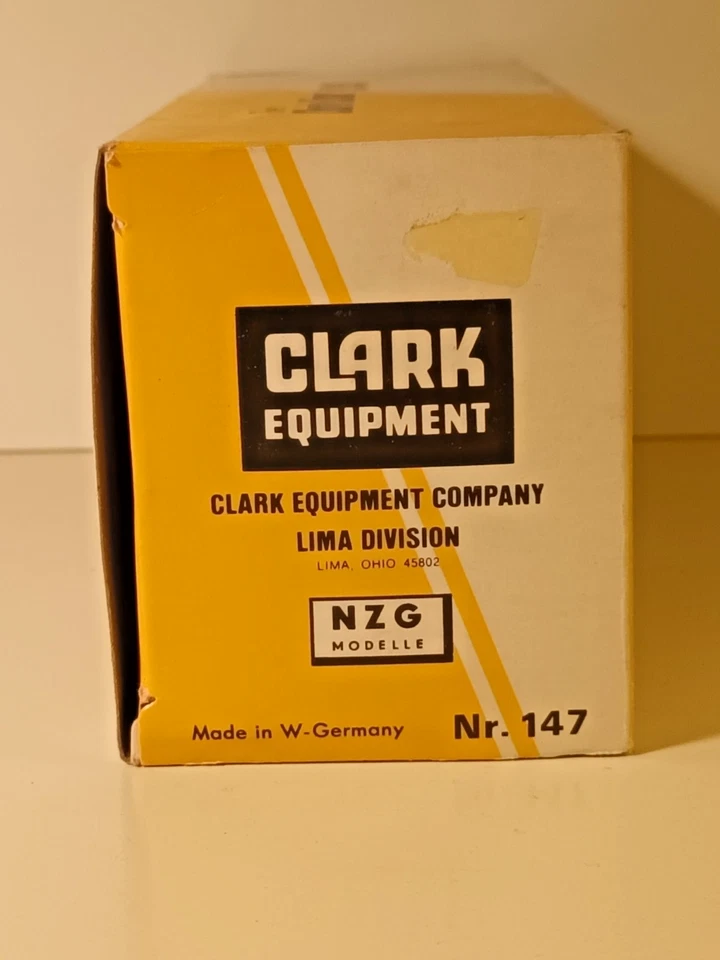 CLARK
EQUIPMENT
CLARK EQUIPMENT COMPANY
LIMA DIVISION
LIMA, OHIO 45802
NZG
MODELLE
Made in W-Germany
Nr. 147